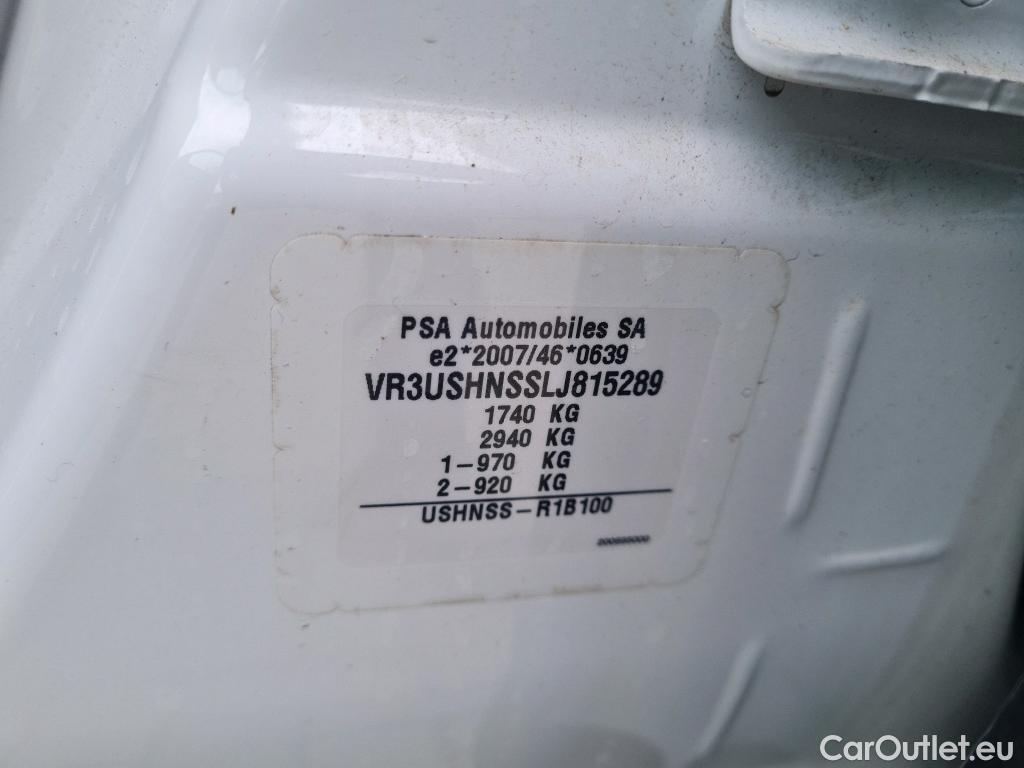 PSA Automobiles SA
e2*2007/46*0639
VR3USHNSSLJ815289
1740 KG
2940 KG
1-970 KG
2-920 KG
USHNSS-R1B100
CarOutlet.eu